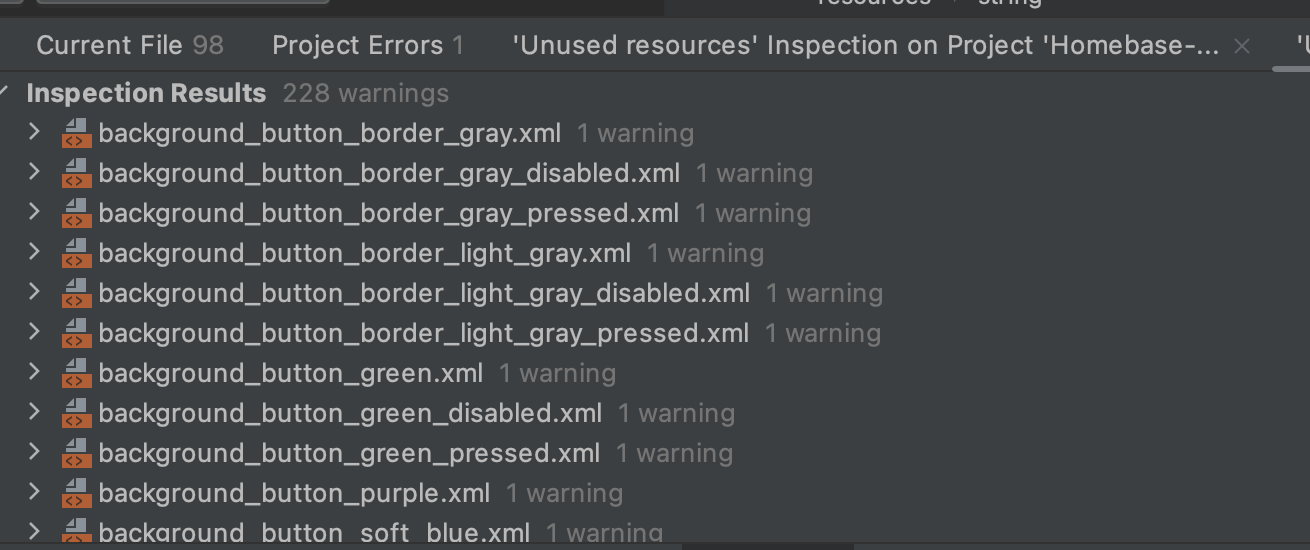 resources string
Current File 98 Project Errors 1 'Unused resources' Inspection on Project 'Homebase-... 'U
Inspection Results 228 warnings
background_button_border_gray.xml 1 warning
background_button_border_gray_disabled.xml 1 warning
background_button_border_gray_pressed.xml 1 warning
background_button_border_light_gray.xml 1 warning
background_button_border_light_gray_disabled.xml 1 warning
background_button_border_light_gray_pressed.xml 1 warning
background_button_green.xml 1 warning
background_button_green_disabled.xml 1 warning
background_button_green_pressed.xml 1 warning
background_button_purple.xml 1 warning
background_button_soft_blue.xml 1 warning